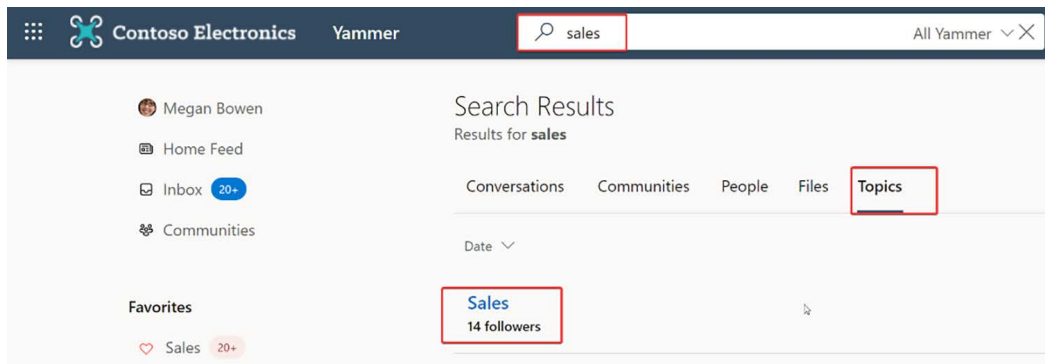 Contoso Electronics Yammer sales All Yammer
Megan Bowen
Home Feed
Inbox 20+
Communities
Favorites
Sales 20+
Search Results
Results for sales
Conversations Communities People Files Topics
Date
Sales
14 followers